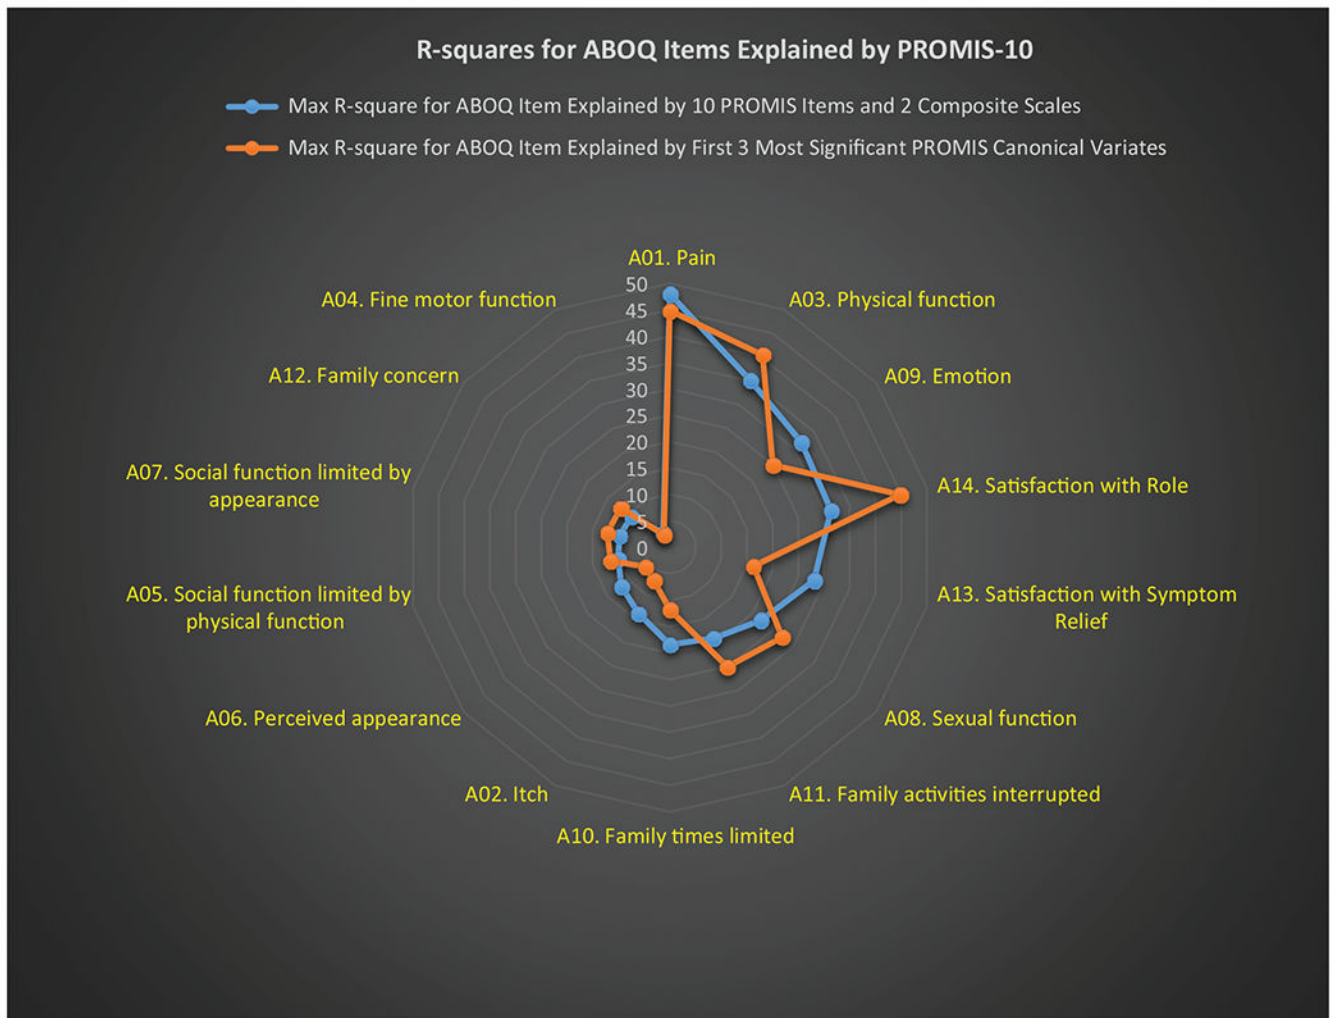 R-squares for ABOQ Items Explained by PROMIS-10
Max R-square for ABOQ Item Explained by 10 PROMIS Items and 2 Composite Scales
Max R-square for ABOQ Item Explained by First 3 Most Significant PROMIS Canonical Variates
A01. Pain
A03. Physical function
A09. Emotion
A14. Satisfaction with Role
A13. Satisfaction with Symptom
Relief
A08. Sexual function
A11. Family activities interrupted
A10. Family times limited
A02. Itch
A06. Perceived appearance
A05. Social function limited by
physical function
A07. Social function limited by
appearance
A12. Family concern
A04. Fine motor function
50
45
40
35
30
25
20
15
10
5
0